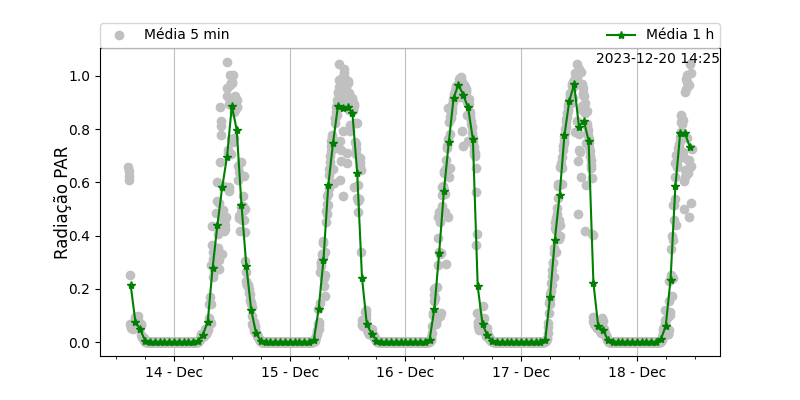 Média 5 min
Média 1 h
2023-12-20 14:25
Radiação PAR
1.0
0.8
0.6
0.4
0.2
0.0
14 - Dec
15 - Dec
16 - Dec
17 - Dec
18 - Dec